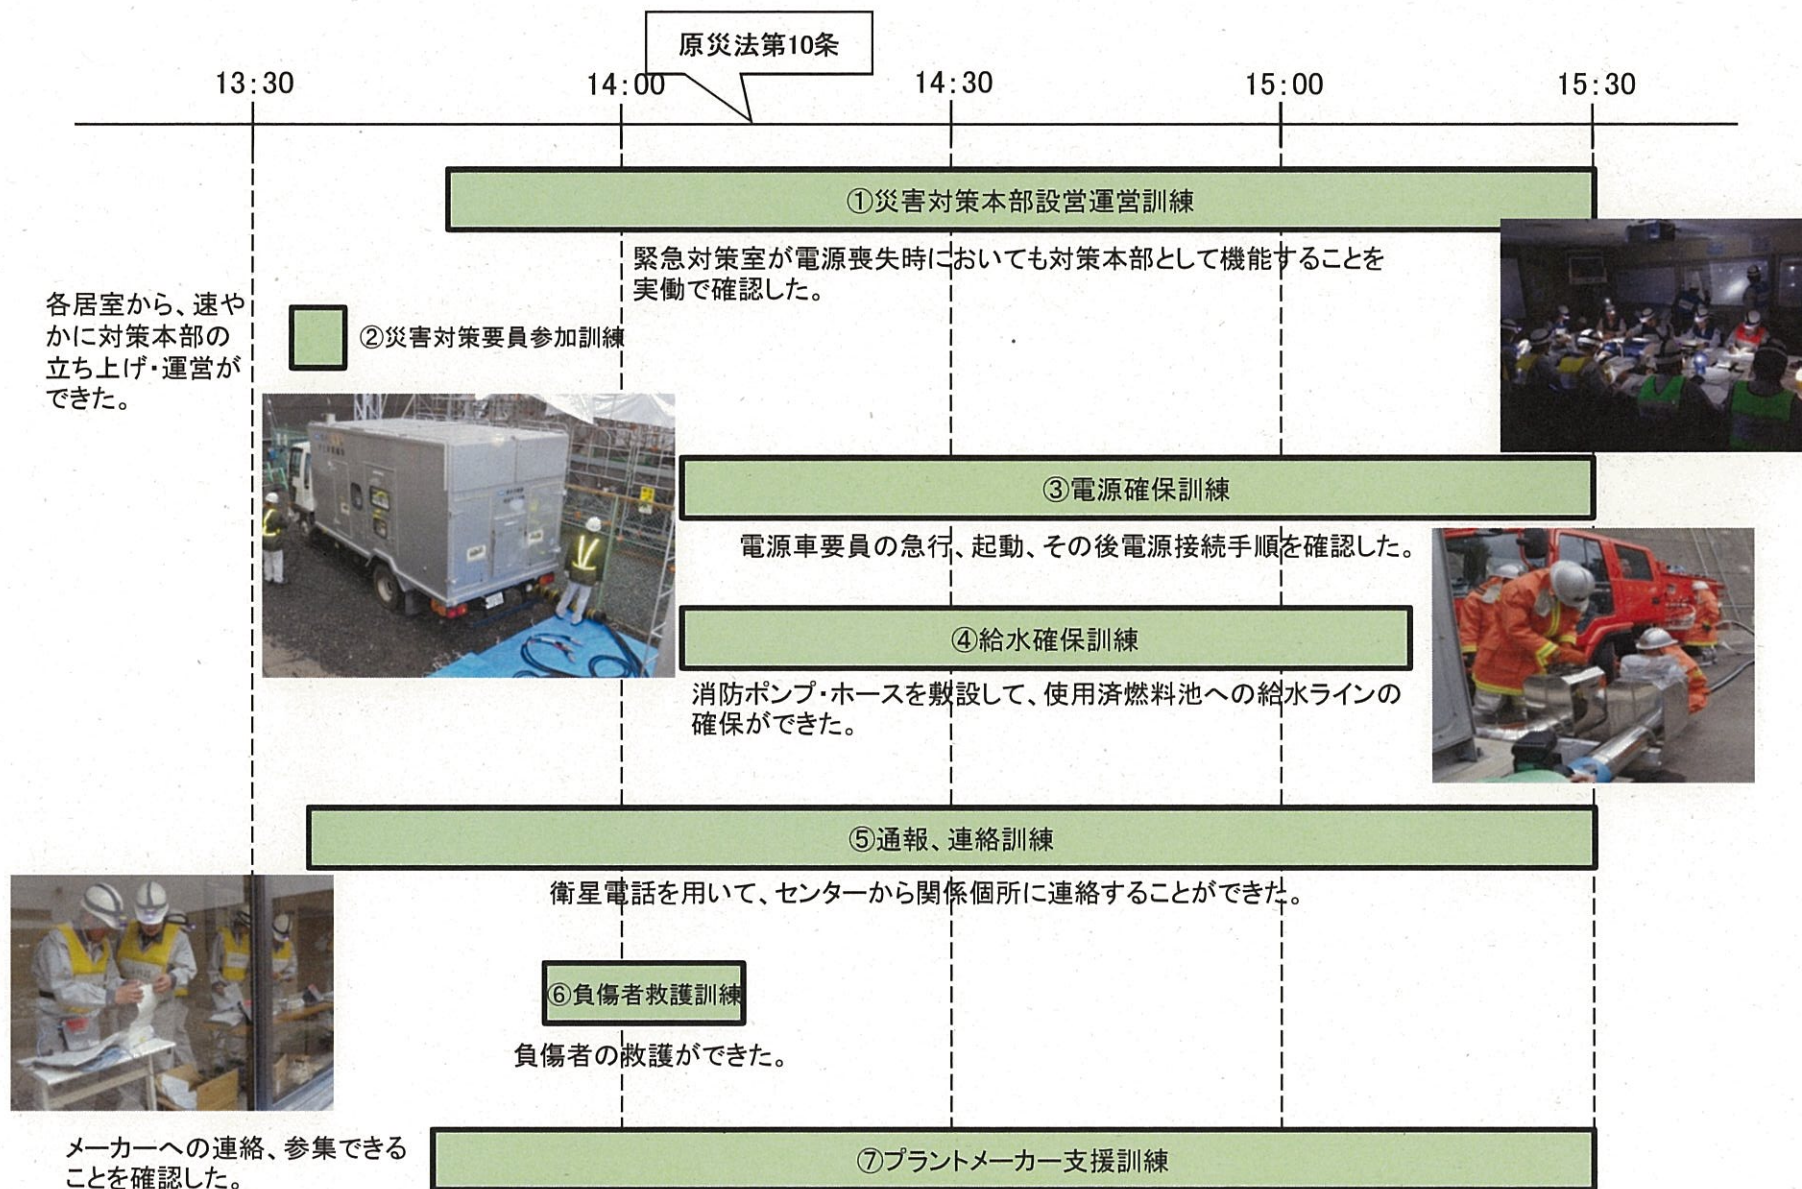 原災法第10条
13:30
14:00
14:30
15:00
15:30
①災害対策本部設営運営訓練
緊急対策室が電源喪失時においても対策本部として機能することを
実働で確認した。
各居室から、速や
かに対策本部の
立ち上げ・運営が
できた。
②災害対策要員参加訓練
③電源確保訓練
電源車要員の急行、起動、その後電源接続手順を確認した。
④給水確保訓練
消防ポンプ・ホースを敷設して、使用済燃料池への給水ラインの
確保ができた。
⑤通報、連絡訓練
衛星電話を用いて、センターから関係個所に連絡することができた。
⑥負傷者救護訓練
負傷者の救護ができた。
メーカーへの連絡、参集できる
ことを確認した。
⑦プラントメーカー支援訓練